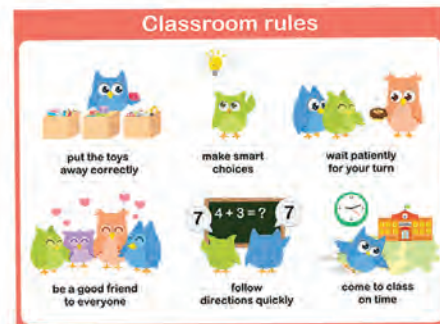 Classroom rules
put the toys
away correctly
make smart
choices
wait patiently
for your turn
7
4 + 3 = ?
7
be a good friend
to everyone
follow
directions quickly
come to class
on time